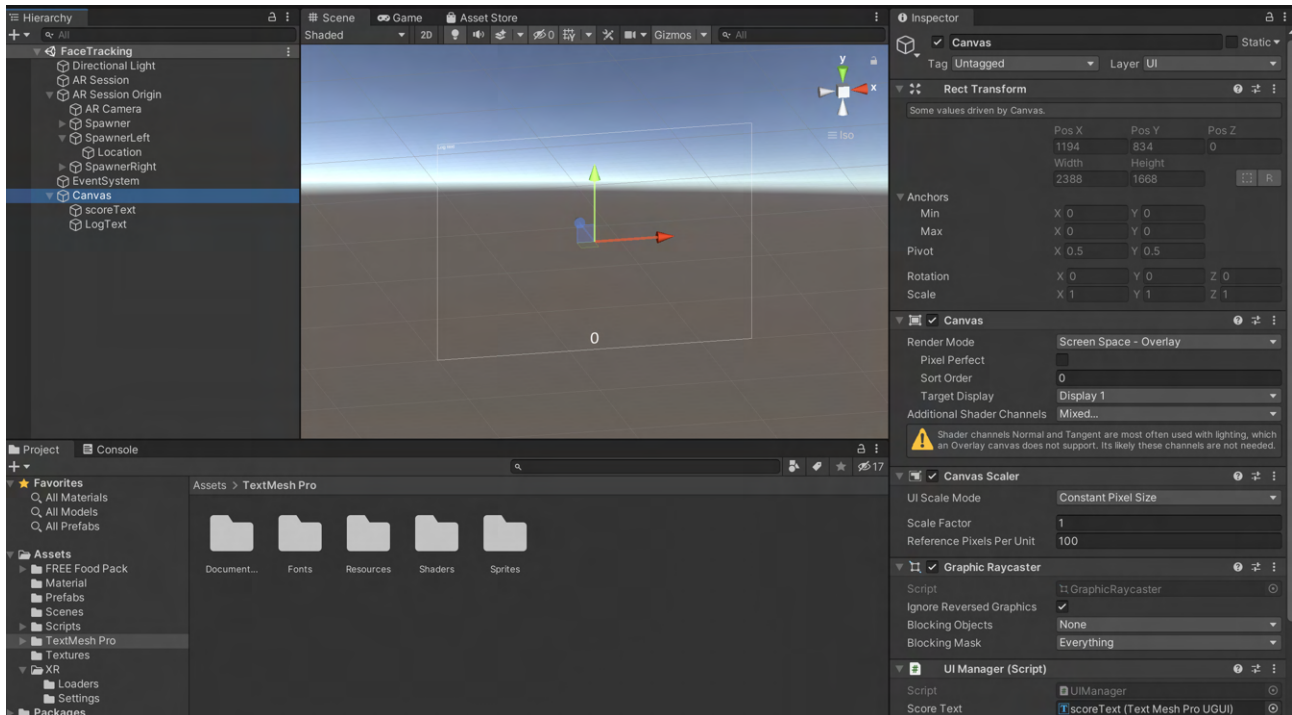 Hierarchy
All
FaceTracking
Directional Light
AR Session
AR Session Origin
AR Camera
Spawner
SpawnerLeft
Location
SpawnerRight
EventSystem
Canvas
scoreText
LogText
Scene Game Asset Store
Shaded 2D 0 Gizmos All
y
x
Iso
0
Project Console
17
Favorites
All Materials
All Models
All Prefabs
Assets
FREE Food Pack
Material
Prefabs
Scenes
Scripts
TextMesh Pro
Textures
XR
Loaders
Settings
Packages
Assets > TextMesh Pro
Document... Fonts Resources Shaders Sprites
Inspector
Canvas Static
Tag Untagged Layer UI
Rect Transform
Some values driven by Canvas.
Pos X Pos Y Pos Z
1194 834 0
Width Height
2388 1668 R
Anchors
Min X 0 Y 0
Max X 0 Y 0
Pivot X 0.5 Y 0.5
Rotation X 0 Y 0 Z 0
Scale X 1 Y 1 Z 1
Canvas
Render Mode Screen Space - Overlay
Pixel Perfect
Sort Order 0
Target Display Display 1
Additional Shader Channels Mixed...
Shader channels Normal and Tangent are most often used with lighting, which
an Overlay canvas does not support. Its likely these channels are not needed.
Canvas Scaler
UI Scale Mode Constant Pixel Size
Scale Factor 1
Reference Pixels Per Unit 100
Graphic Raycaster
Script GraphicRaycaster
Ignore Reversed Graphics
Blocking Objects None
Blocking Mask Everything
UI Manager (Script)
Script UIManager
Score Text scoreText (Text Mesh Pro UGUI)